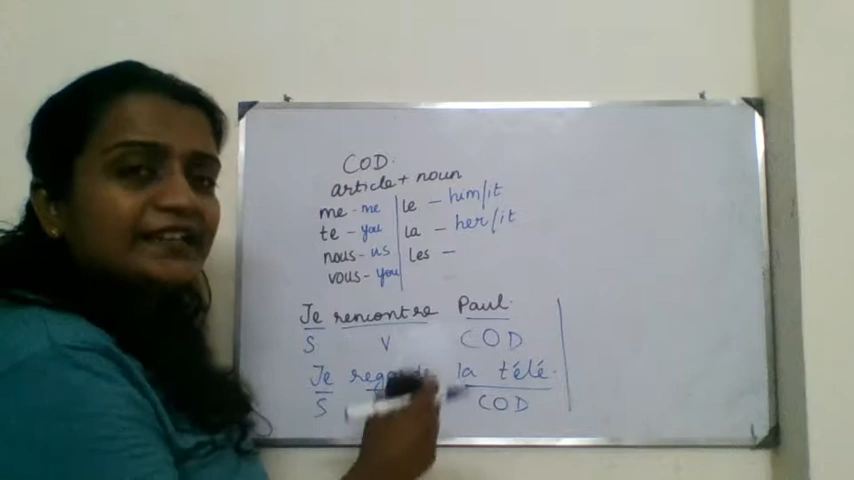 COD.
article + noun
me - me | le - him/it
te - you | la - her/it
nous - us | les -
vous - you
Je rencontre Paul.
S V COD
Je la télé.
S COD